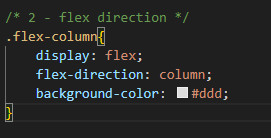 /* 2 - flex direction */
.flex-column{
    display: flex;
    flex-direction: column;
    background-color: #ddd;
}